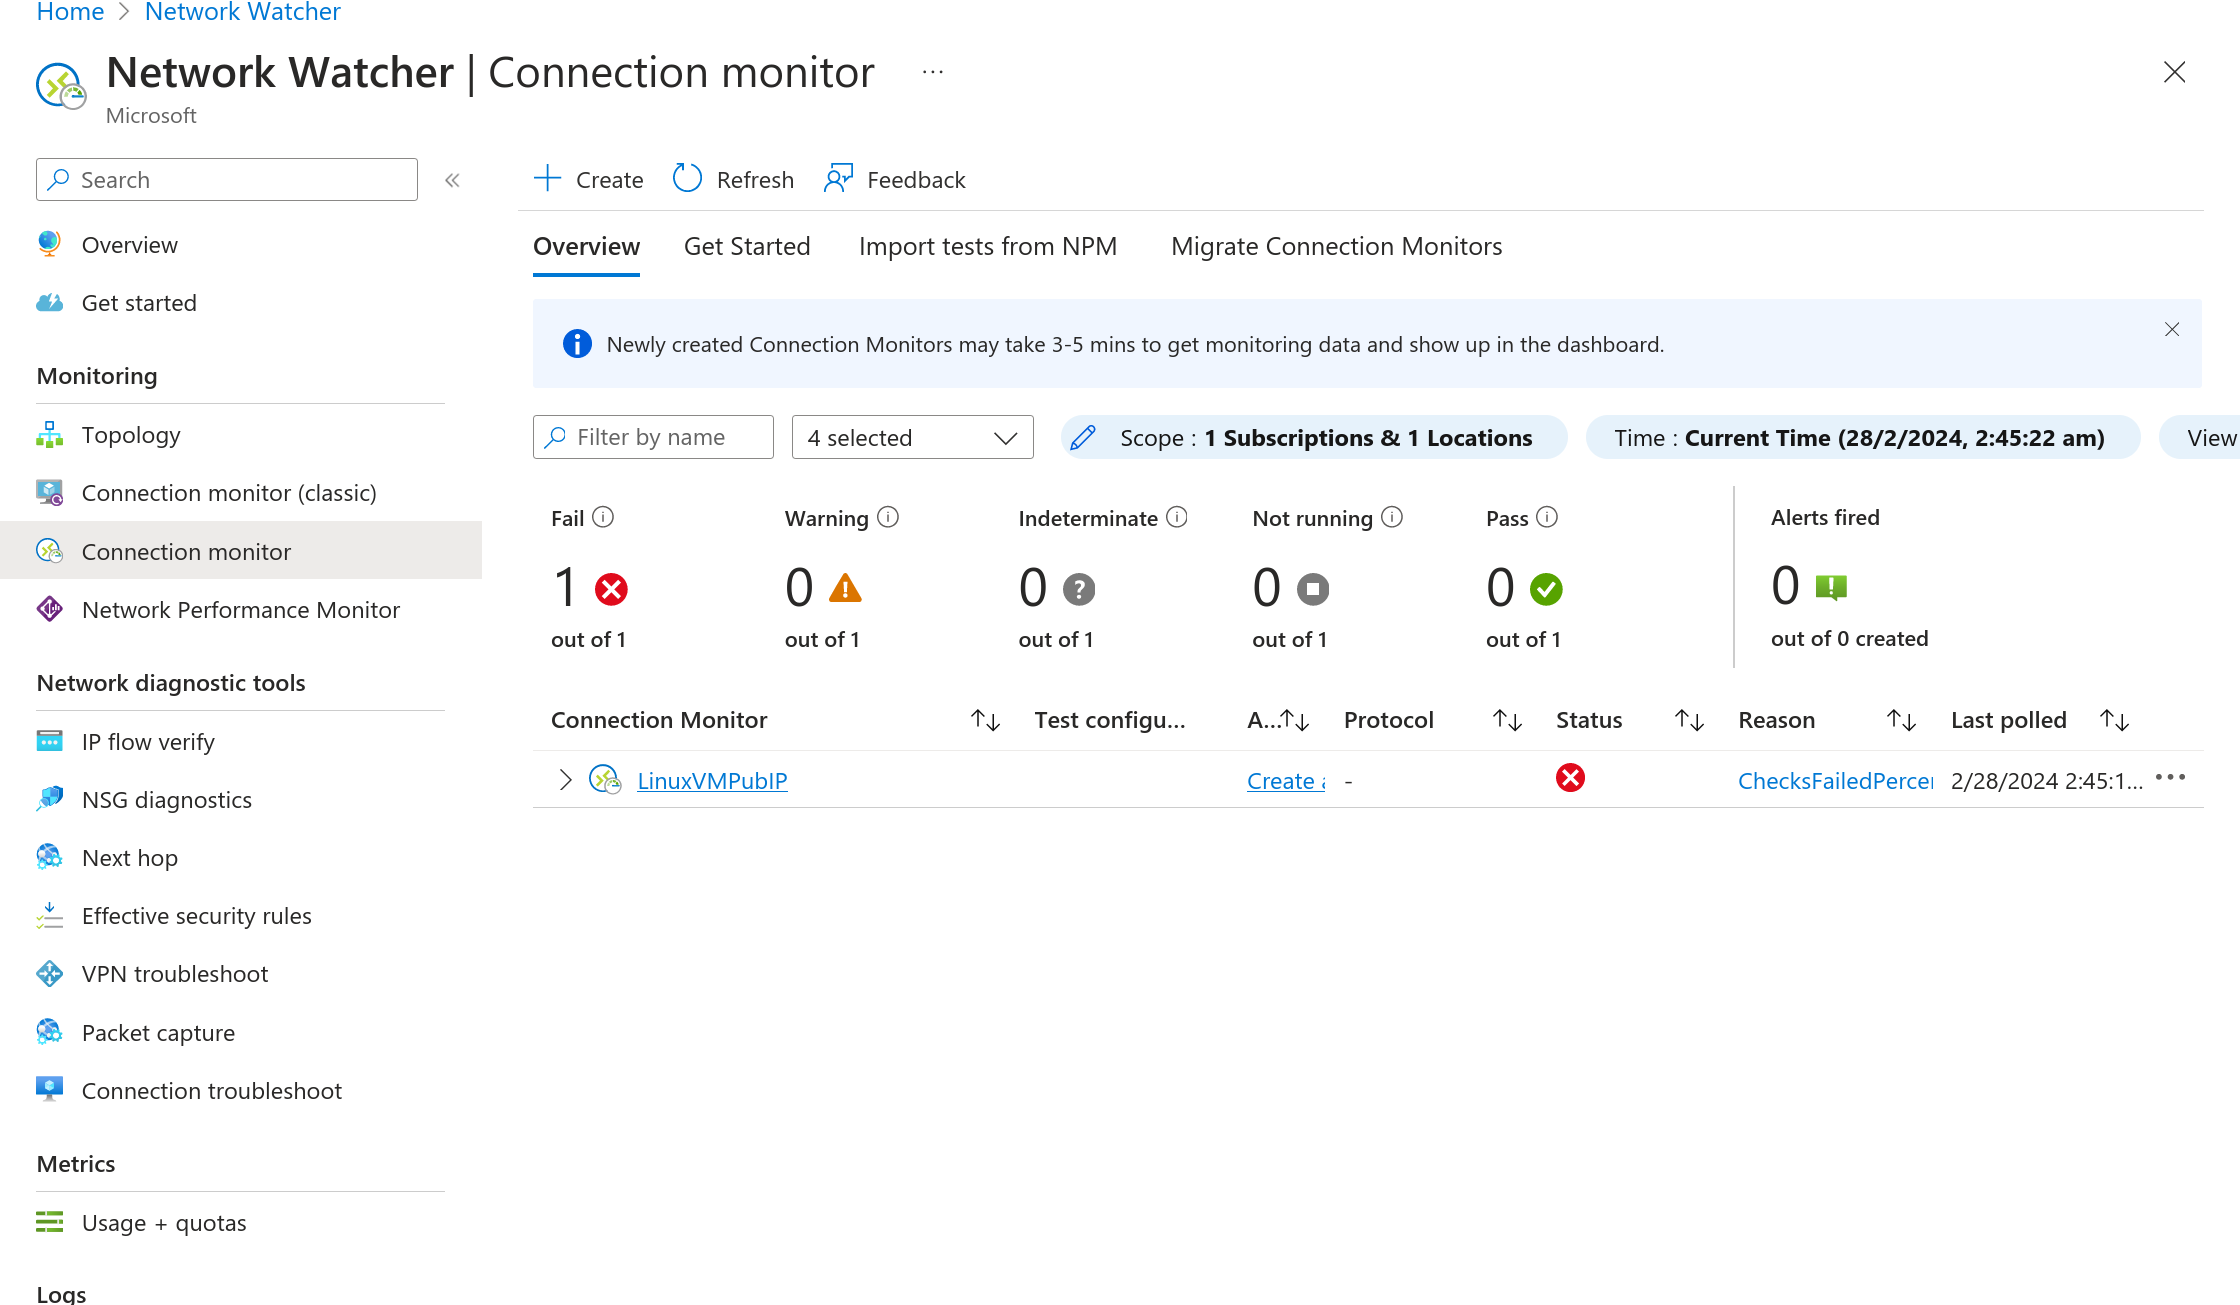 Home > Network Watcher
Network Watcher | Connection monitor ...
Microsoft
Search «
Overview
Get started
Monitoring
Topology
Connection monitor (classic)
Connection monitor
Network Performance Monitor
Network diagnostic tools
IP flow verify
NSG diagnostics
Next hop
Effective security rules
VPN troubleshoot
Packet capture
Connection troubleshoot
Metrics
Usage + quotas
Logs
Create Refresh Feedback
Overview Get Started Import tests from NPM Migrate Connection Monitors
Newly created Connection Monitors may take 3-5 mins to get monitoring data and show up in the dashboard.
Filter by name 4 selected Scope : 1 Subscriptions & 1 Locations Time : Current Time (28/2/2024, 2:45:22 am) View
Fail Warning Indeterminate Not running Pass Alerts fired
1 0 0 0 0 0
out of 1 out of 1 out of 1 out of 1 out of 1 out of 0 created
Connection Monitor Test configu... A... Protocol Status Reason Last polled
LinuxVMPubIP Create a - ChecksFailedPercen 2/28/2024 2:45:1... ...